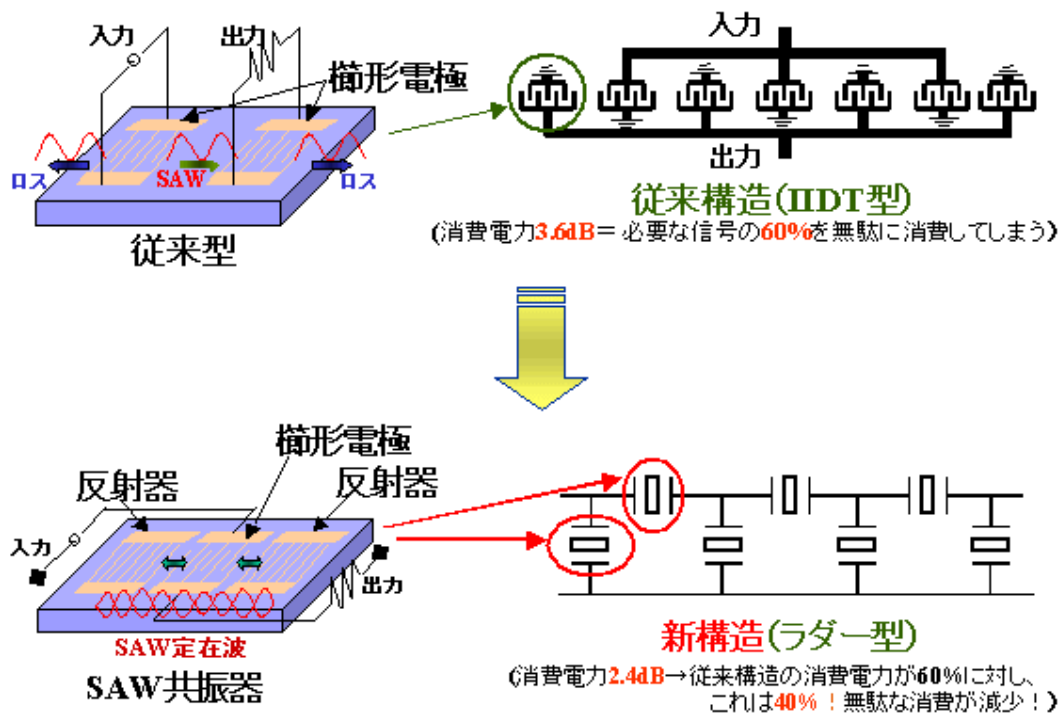 入力
出力
櫛形電極
ロス
SAW
ロス
従来型
入力
出力
従来構造(IIDT型)
(消費電力3.6dB＝必要な信号の60%を無駄に消費してしまう)
櫛形電極
反射器
反射器
入力
出力
SAW定在波
SAW共振器
新構造(ラダー型)
(消費電力2.4dB→従来構造の消費電力が60%に対し、
これは40%！無駄な消費が減少！)